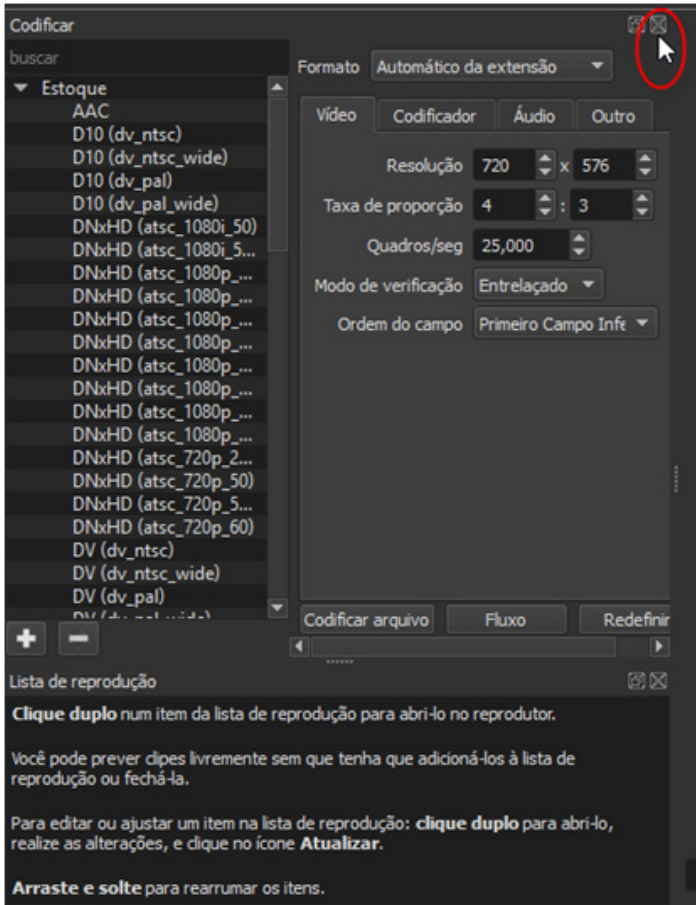 Codificar
buscar
Estoque
AAC
D10 (dv_ntsc)
D10 (dv_ntsc_wide)
D10 (dv_pal)
D10 (dv_pal_wide)
DNxHD (atsc_1080i_50)
DNxHD (atsc_1080i_5...
DNxHD (atsc_1080p_...
DNxHD (atsc_1080p_...
DNxHD (atsc_1080p_...
DNxHD (atsc_1080p_...
DNxHD (atsc_1080p_...
DNxHD (atsc_1080p_...
DNxHD (atsc_1080p_...
DNxHD (atsc_1080p_...
DNxHD (atsc_720p_2...
DNxHD (atsc_720p_50)
DNxHD (atsc_720p_5...
DNxHD (atsc_720p_60)
DV (dv_ntsc)
DV (dv_ntsc_wide)
DV (dv_pal)
DV (dv_pal_wide)
Formato Automático da extensão
Vídeo Codificador Áudio Outro
Resolução 720 x 576
Taxa de proporção 4 : 3
Quadros/seg 25,000
Modo de verificação Entrelaçado
Ordem do campo Primeiro Campo Infe
Codificar arquivo Fluxo Redefinir
Lista de reprodução
Clique duplo num item da lista de reprodução para abri-lo no reprodutor.
Você pode prever clipes livremente sem que tenha que adicioná-los à lista de
reprodução ou fechá-la.
Para editar ou ajustar um item na lista de reprodução: clique duplo para abri-lo,
realize as alterações, e clique no ícone Atualizar.
Arraste e solte para rearrumar os itens.